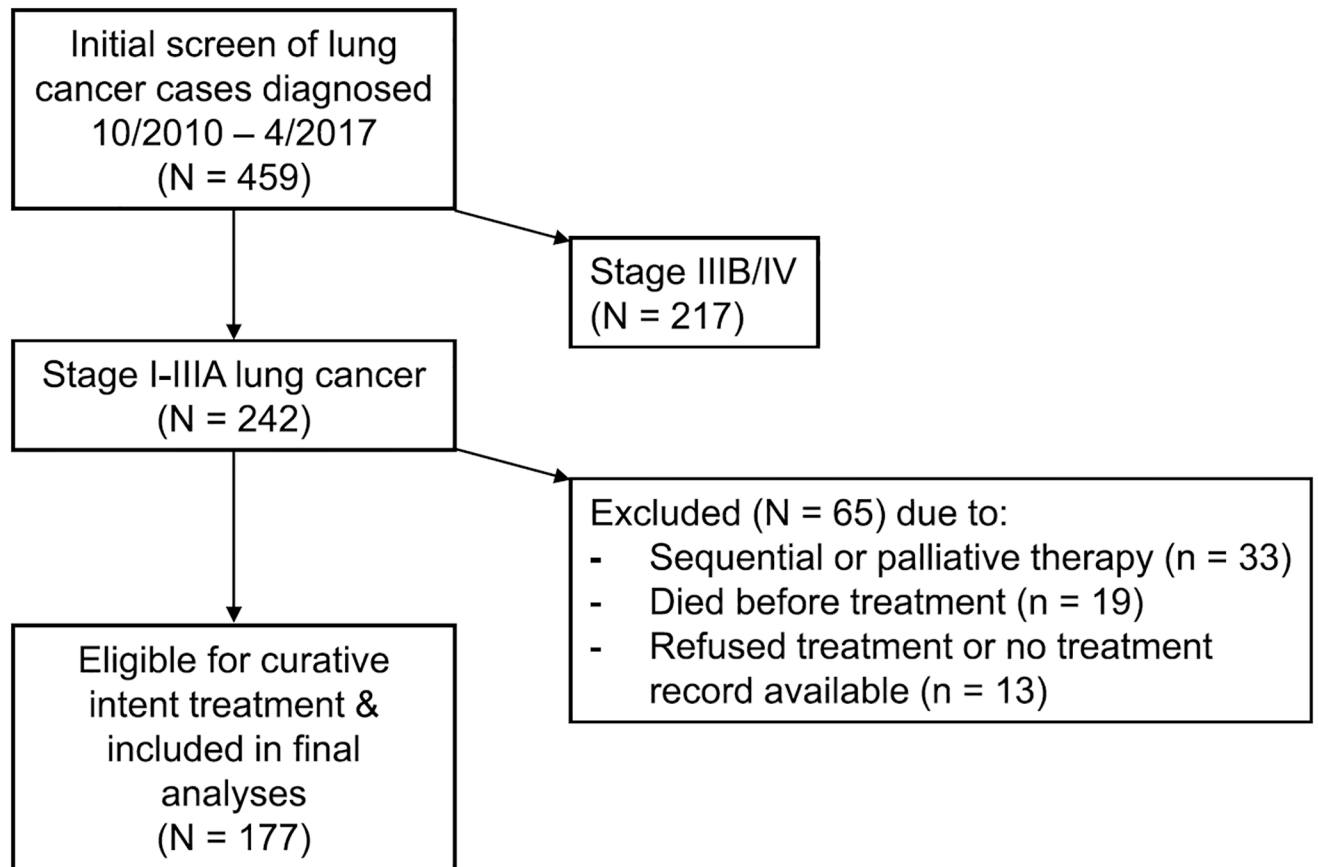 Initial screen of lung
cancer cases diagnosed
10/2010 – 4/2017
(N = 459)
Stage IIIB/IV
(N = 217)
Stage I-IIIA lung cancer
(N = 242)
Excluded (N = 65) due to:
- Sequential or palliative therapy (n = 33)
- Died before treatment (n = 19)
- Refused treatment or no treatment
record available (n = 13)
Eligible for curative
intent treatment &
included in final
analyses
(N = 177)